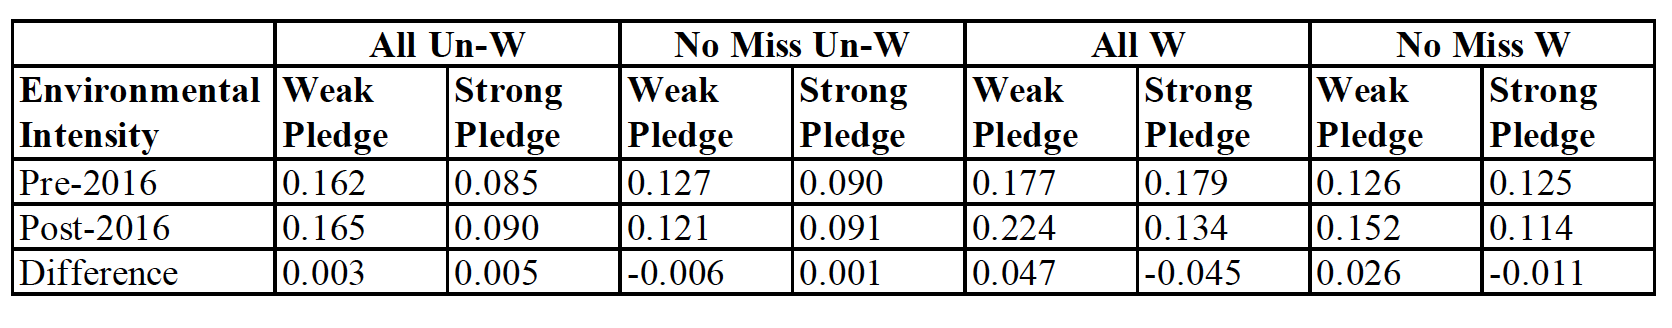 All Un-W No Miss Un-W All W No Miss W
Environmental Intensity Weak Pledge Strong Pledge Weak Pledge Strong Pledge Weak Pledge Strong Pledge Weak Pledge Strong Pledge
Pre-2016 0.162 0.085 0.127 0.090 0.177 0.179 0.126 0.125
Post-2016 0.165 0.090 0.121 0.091 0.224 0.134 0.152 0.114
Difference 0.003 0.005 -0.006 0.001 0.047 -0.045 0.026 -0.011